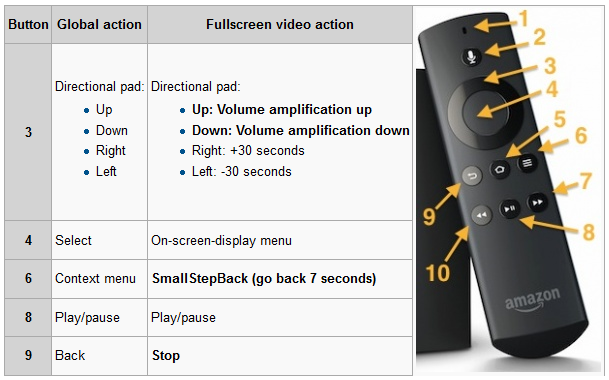 Button Global action Fullscreen video action
3
Directional pad:
Up
Down
Right
Left
Directional pad:
Up: Volume amplification up
Down: Volume amplification down
Right: +30 seconds
Left: -30 seconds
4 Select On-screen-display menu
6 Context menu SmallStepBack (go back 7 seconds)
8 Play/pause Play/pause
9 Back Stop
1
2
3
4
5
6
7
8
9
10
amazon